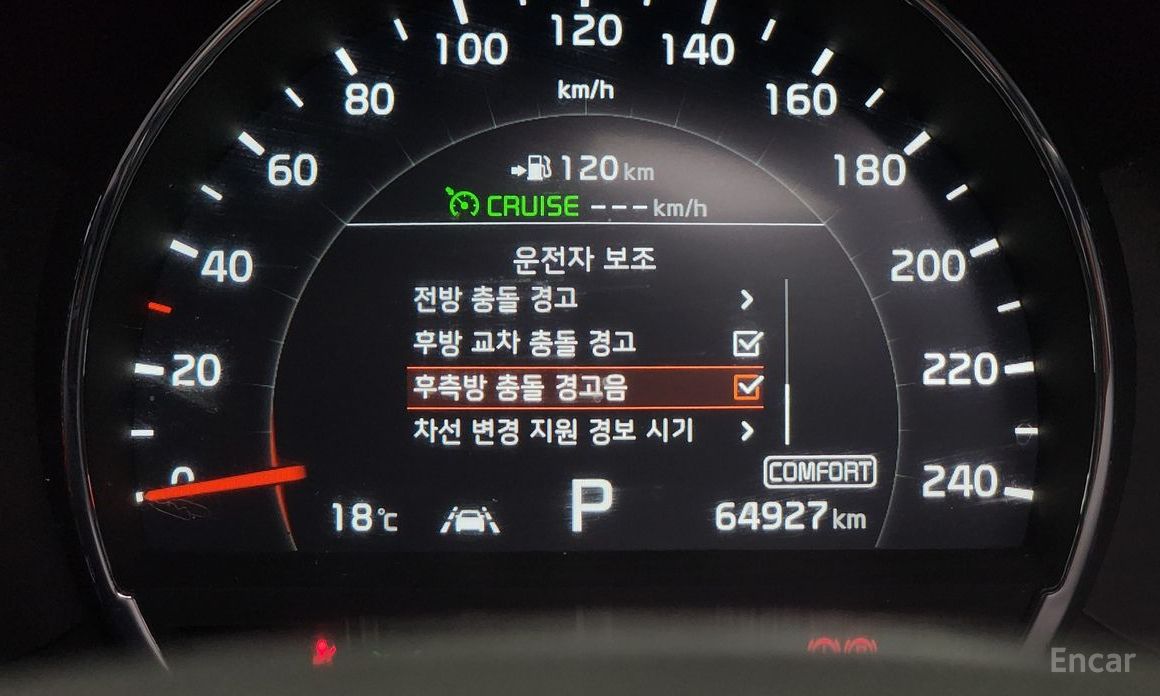 100 120 140
80 km/h 160
60 120 km 180
CRUISE ---km/h
운전자 보조
40 전방 충돌 경고 200
후방 교차 충돌 경고
20 후측방 충돌 경고음 220
차선 변경 지원 경보 시기
0 COMFORT 240
18°C P 64927 km
Encar